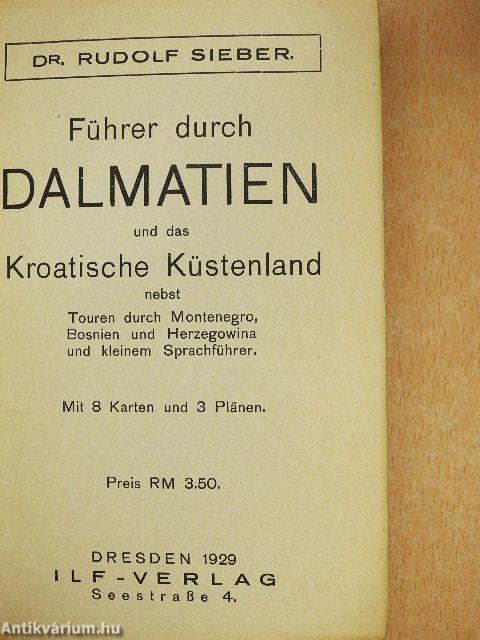 DR. RUDOLF SIEBER.
Führer durch
DALMATIEN
und das
Kroatische Küstenland
nebst
Touren durch Montenegro,
Bosnien und Herzegowina
und kleinem Sprachführer.
Mit 8 Karten und 3 Plänen.
Preis RM 3.50.
DRESDEN 1929
ILF-VERLAG
Seestraße 4.
Antikvárium.hu